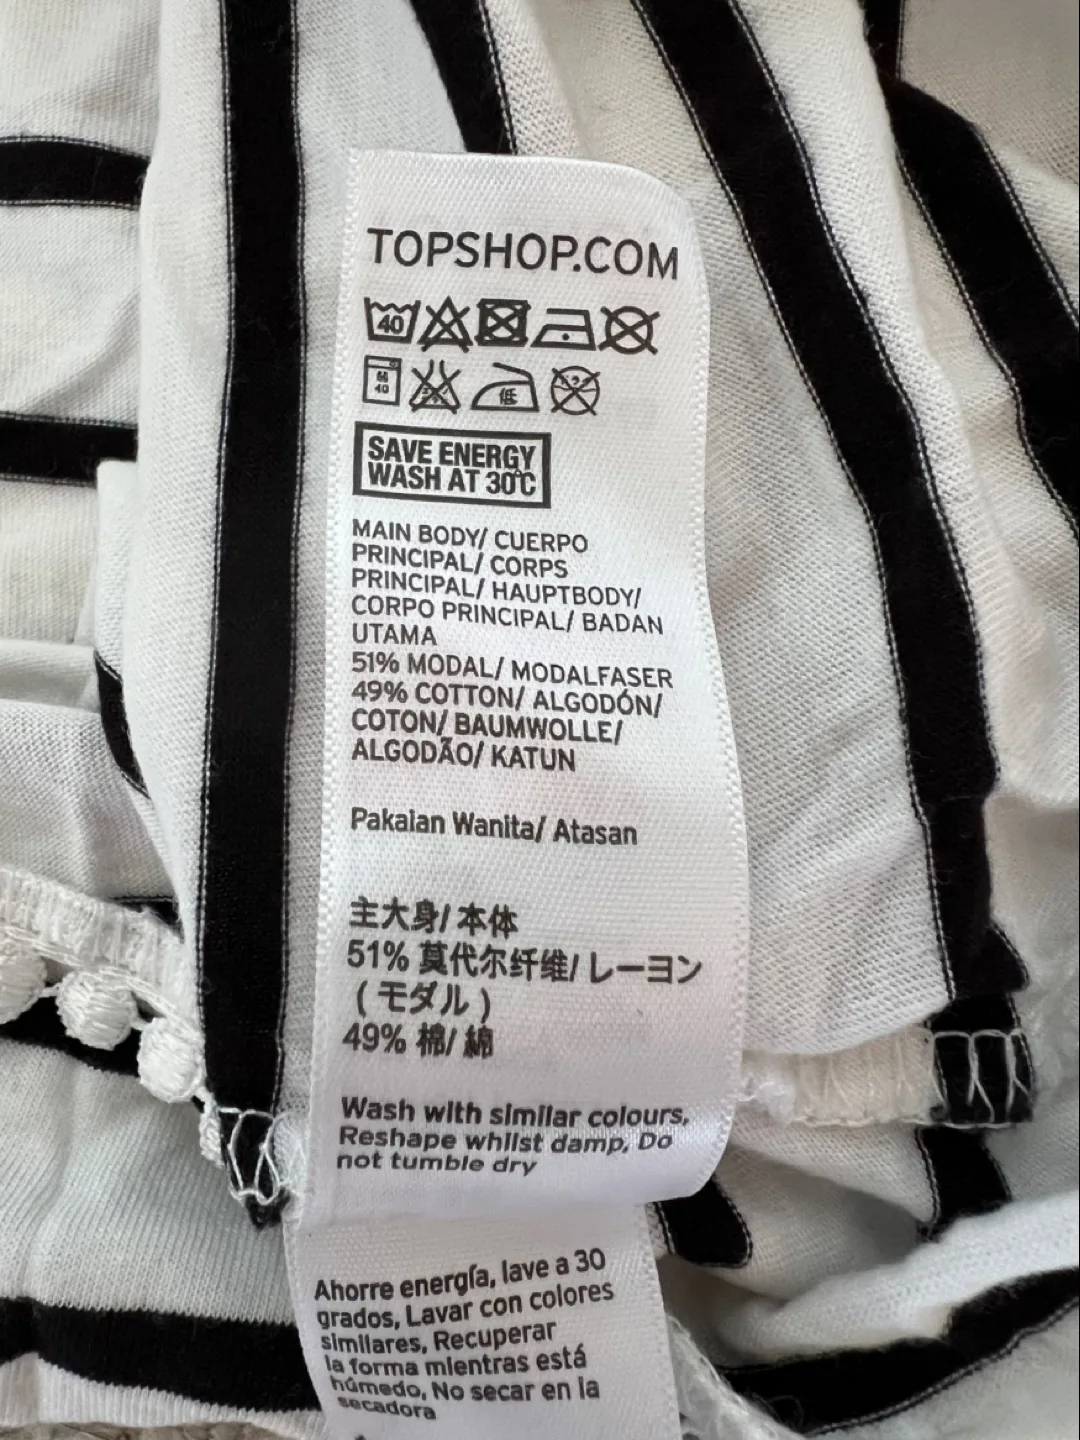 TOPSHOP.COM
40
弱
40
低
SAVE ENERGY
WASH AT 30°C
MAIN BODY/ CUERPO
PRINCIPAL/ CORPS
PRINCIPAL/ HAUPTBODY/
CORPO PRINCIPAL/ BADAN
UTAMA
51% MODAL/ MODALFASER
49% COTTON/ ALGODÓN/
COTON/ BAUMWOLLE/
ALGODÃO/ KATUN
Pakaian Wanita/ Atasan
主大身/ 本体
51% 莫代尔纤维/ レーヨン
( モダル )
49% 棉/ 綿
Wash with similar colours,
Reshape whilst damp, Do
not tumble dry
Ahorre energía, lave a 30
grados, Lavar con colores
similares, Recuperar
la forma mientras está
húmedo, No secar en la
secadora